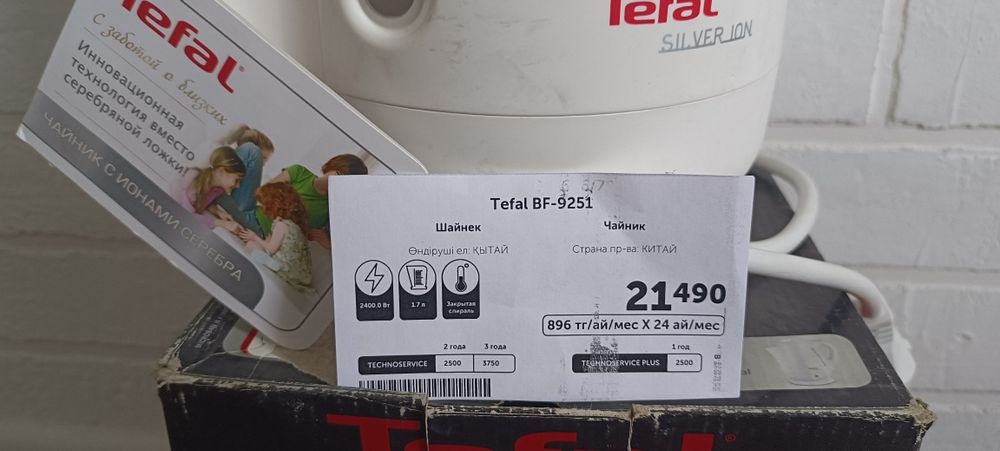 Tefal
С заботой о близких
Инновационная
технология вместо
серебряной ложки!
ЧАЙНИК С ИОНАМИ СЕРЕБРА
Tefal
SILVER ION
Tefal BF-9251
Шайнек
Чайник
Өндіруші ел: ҚЫТАЙ
Страна пр-ва: КИТАЙ
2400.0 Вт
1.7 л
Закрытая
спираль
21490
896 тг/ай/мес X 24 ай/мес
2 года
3 года
TECHNOSERVICE
2500
3750
1 год
TECHNOSERVICE PLUS
2500
Tefal